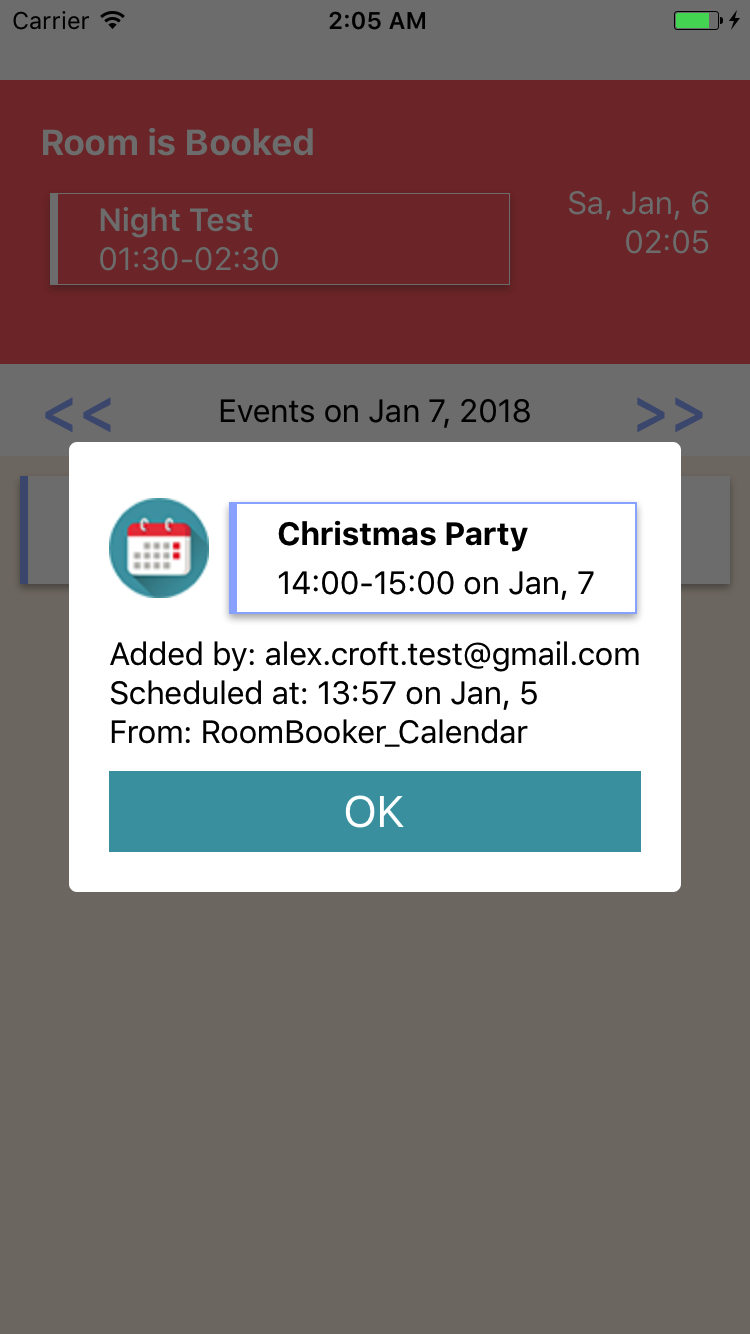 Carrier 2:05 AM
Room is Booked
Night Test
01:30-02:30
Sa, Jan, 6
02:05
<< Events on Jan 7, 2018 >>
Christmas Party
14:00-15:00 on Jan, 7
Added by: alex.croft.test@gmail.com
Scheduled at: 13:57 on Jan, 5
From: RoomBooker_Calendar
OK